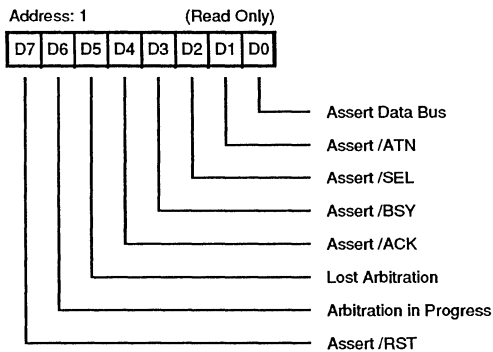 Address: 1 (Read Only)
D7 D6 D5 D4 D3 D2 D1 D0
Assert Data Bus
Assert /ATN
Assert /SEL
Assert /BSY
Assert /ACK
Lost Arbitration
Arbitration in Progress
Assert /RST